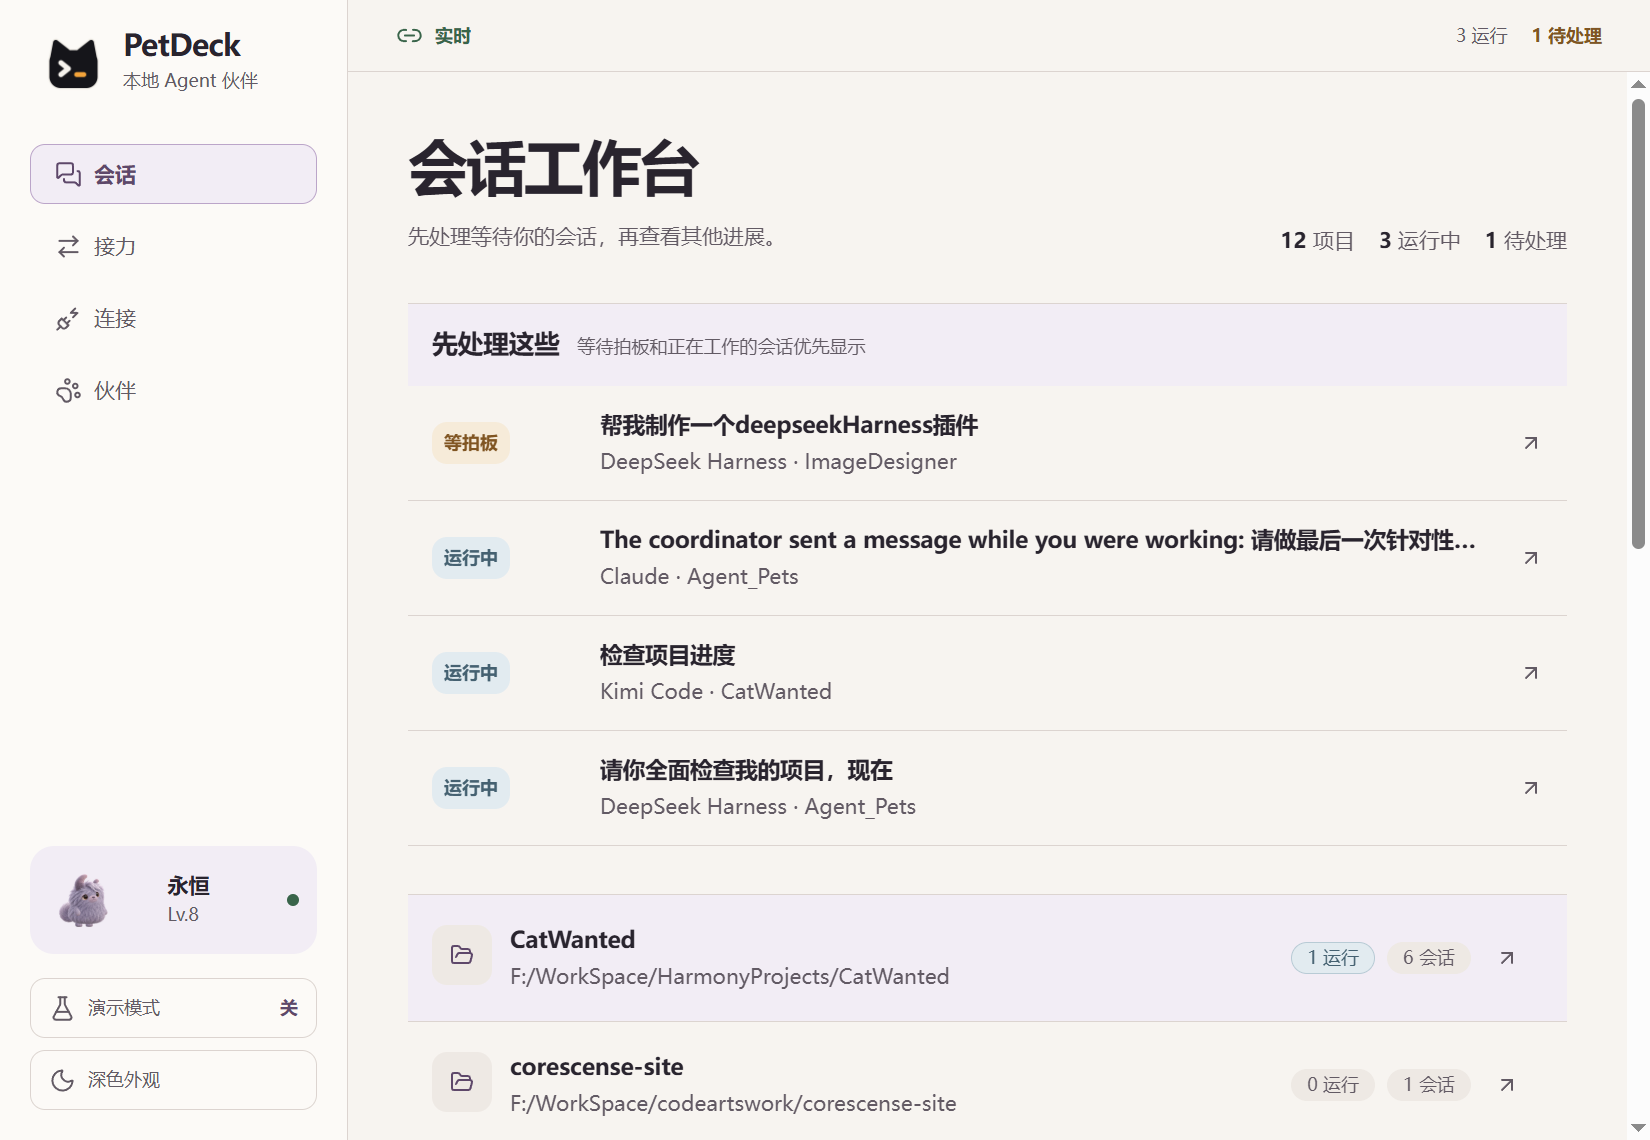 PetDeck
本地 Agent 伙伴
会话
接力
连接
伙伴
永恒
Lv.8
演示模式 关
深色外观
实时
3 运行 1 待处理
会话工作台
先处理等待你的会话，再查看其他进展。
12 项目 3 运行中 1 待处理
先处理这些 等待拍板和正在工作的会话优先显示
等拍板
帮我制作一个deepseekHarness插件
DeepSeek Harness · ImageDesigner
运行中
The coordinator sent a message while you were working: 请做最后一次针对性...
Claude · Agent_Pets
运行中
检查项目进度
Kimi Code · CatWanted
运行中
请你全面检查我的项目，现在
DeepSeek Harness · Agent_Pets
CatWanted
F:/WorkSpace/HarmonyProjects/CatWanted
1 运行 6 会话
corescense-site
F:/WorkSpace/codeartswork/corescense-site
0 运行 1 会话